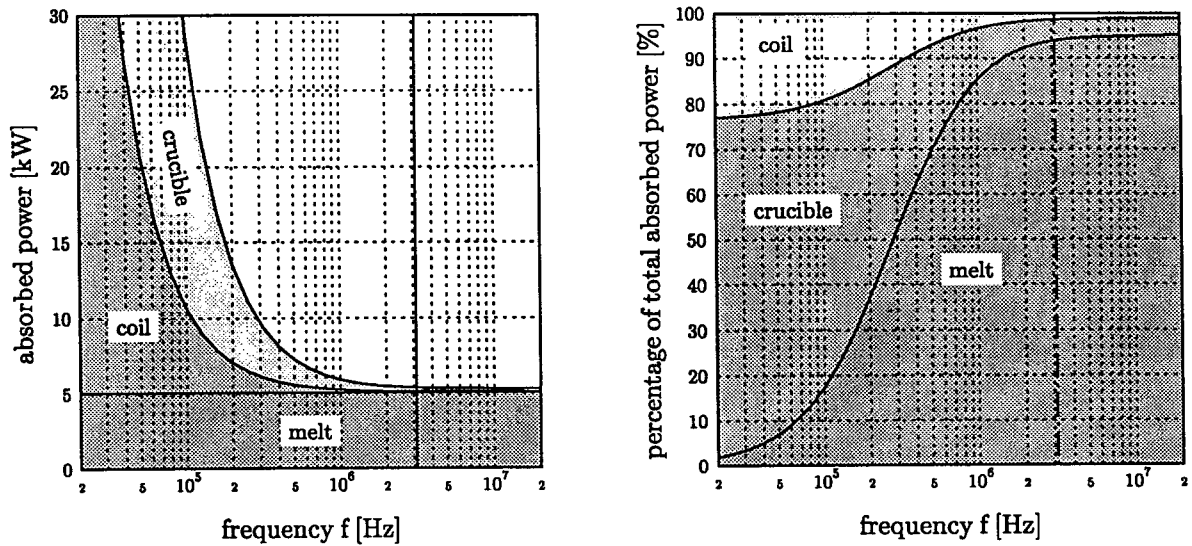 absorbed power [kW]
30
25
20
15
10
5
0
crucible
coil
melt
2 5 10⁵ 2 5 10⁶ 2 5 10⁷ 2
frequency f [Hz]
percentage of total absorbed power [%]
100
90
80
70
60
50
40
30
20
10
0
coil
crucible
melt
2 5 10⁵ 2 5 10⁶ 2 5 10⁷ 2
frequency f [Hz]